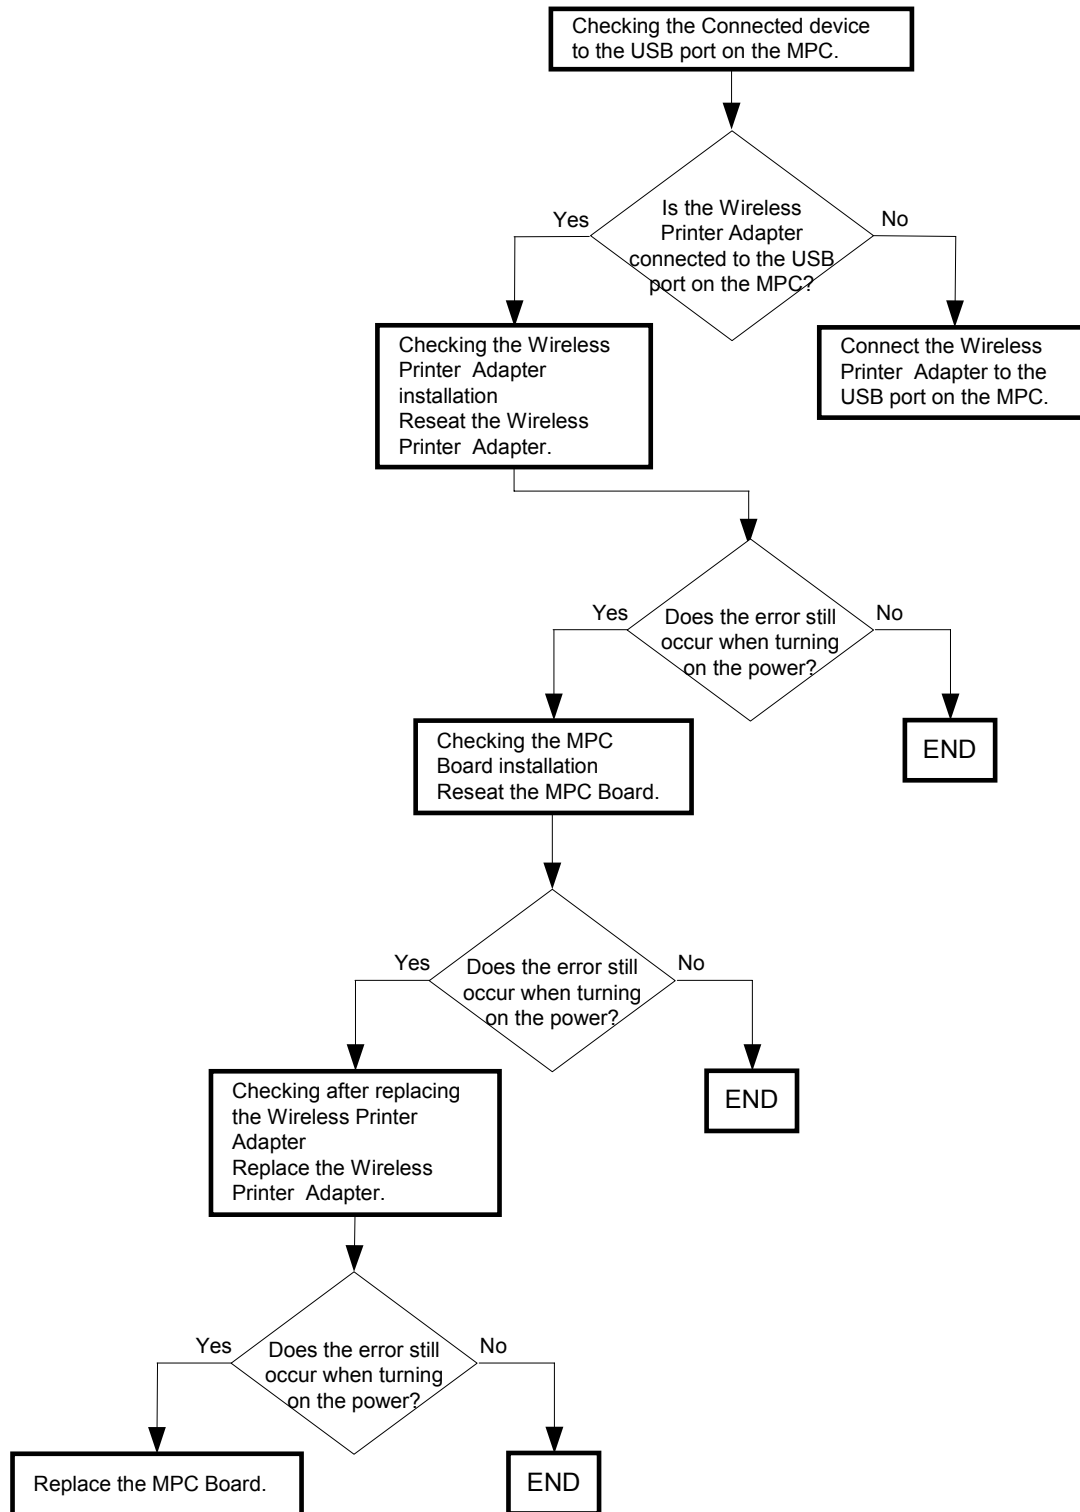 Checking the Connected device
to the USB port on the MPC.
Is the Wireless
Printer Adapter
connected to the USB
port on the MPC?
Yes
No
Checking the Wireless
Printer Adapter
installation
Reseat the Wireless
Printer Adapter.
Connect the Wireless
Printer Adapter to the
USB port on the MPC.
Does the error still
occur when turning
on the power?
Yes
No
Checking the MPC
Board installation
Reseat the MPC Board.
END
Does the error still
occur when turning
on the power?
Yes
No
Checking after replacing
the Wireless Printer
Adapter
Replace the Wireless
Printer Adapter.
END
Does the error still
occur when turning
on the power?
Yes
No
Replace the MPC Board.
END